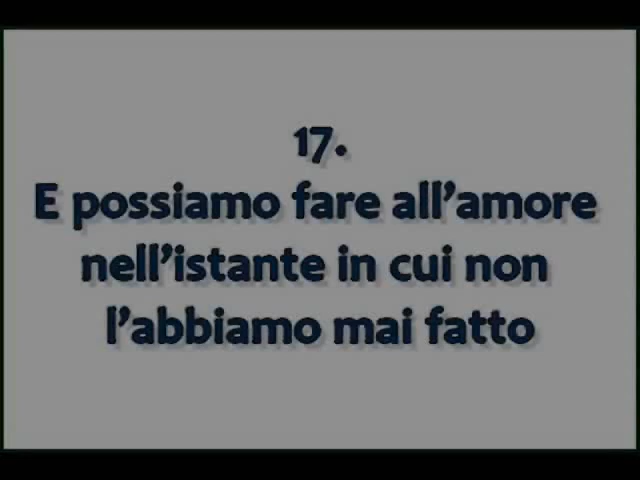 17.
E possiamo fare all'amore
nell'istante in cui non
l'abbiamo mai fatto